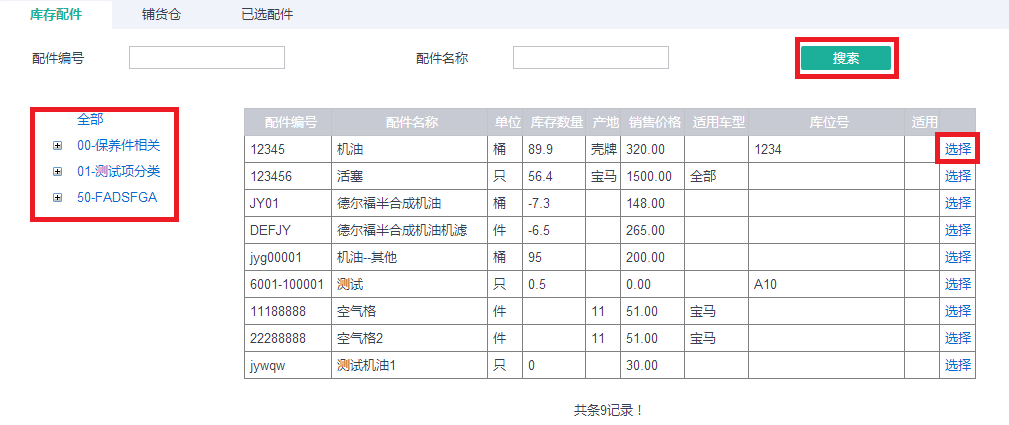 库存配件 铺货仓 已选配件
配件编号 配件名称 搜索
全部
00-保养件相关
01-测试项分类
50-FADSFGA
配件编号 配件名称 单位 库存数量 产地 销售价格 适用车型 库位号 适用
12345 机油 桶 89.9 壳牌 320.00 1234 选择
123456 活塞 只 56.4 宝马 1500.00 全部 选择
JY01 德尔福半合成机油 桶 -7.3 148.00 选择
DEFJY 德尔福半合成机油机滤 件 -6.5 265.00 选择
jyg00001 机油--其他 桶 95 200.00 选择
6001-100001 测试 只 0.5 0.00 A10 选择
11188888 空气格 件 11 51.00 宝马 选择
22288888 空气格2 件 11 51.00 宝马 选择
jywqw 测试机油1 只 0 30.00 选择
共条9记录！